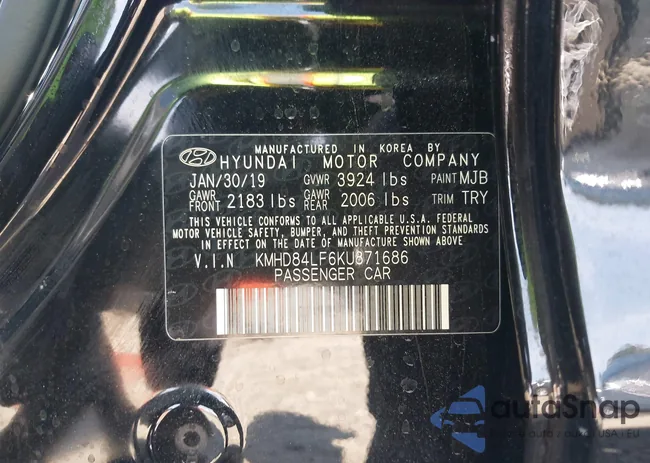 MANUFACTURED IN KOREA BY
HYUNDAI MOTOR COMPANY
JAN/30/19 GVWR 3924 lbs PAINT MJB
GAWR FRONT 2183 lbs GAWR REAR 2006 lbs TRIM TRY
THIS VEHICLE CONFORMS TO ALL APPLICABLE U.S.A. FEDERAL
MOTOR VEHICLE SAFETY, BUMPER, AND THEFT PREVENTION STANDARDS
IN EFFECT ON THE DATE OF MANUFACTURE SHOWN ABOVE.
V.I.N KMHD84LF6KU871686
PASSENGER CAR
autoSnap